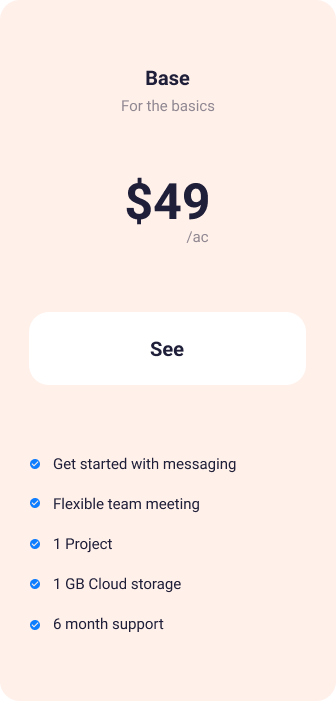 Base
For the basics
$49
/ac
See
Get started with messaging
Flexible team meeting
1 Project
1 GB Cloud storage
6 month support